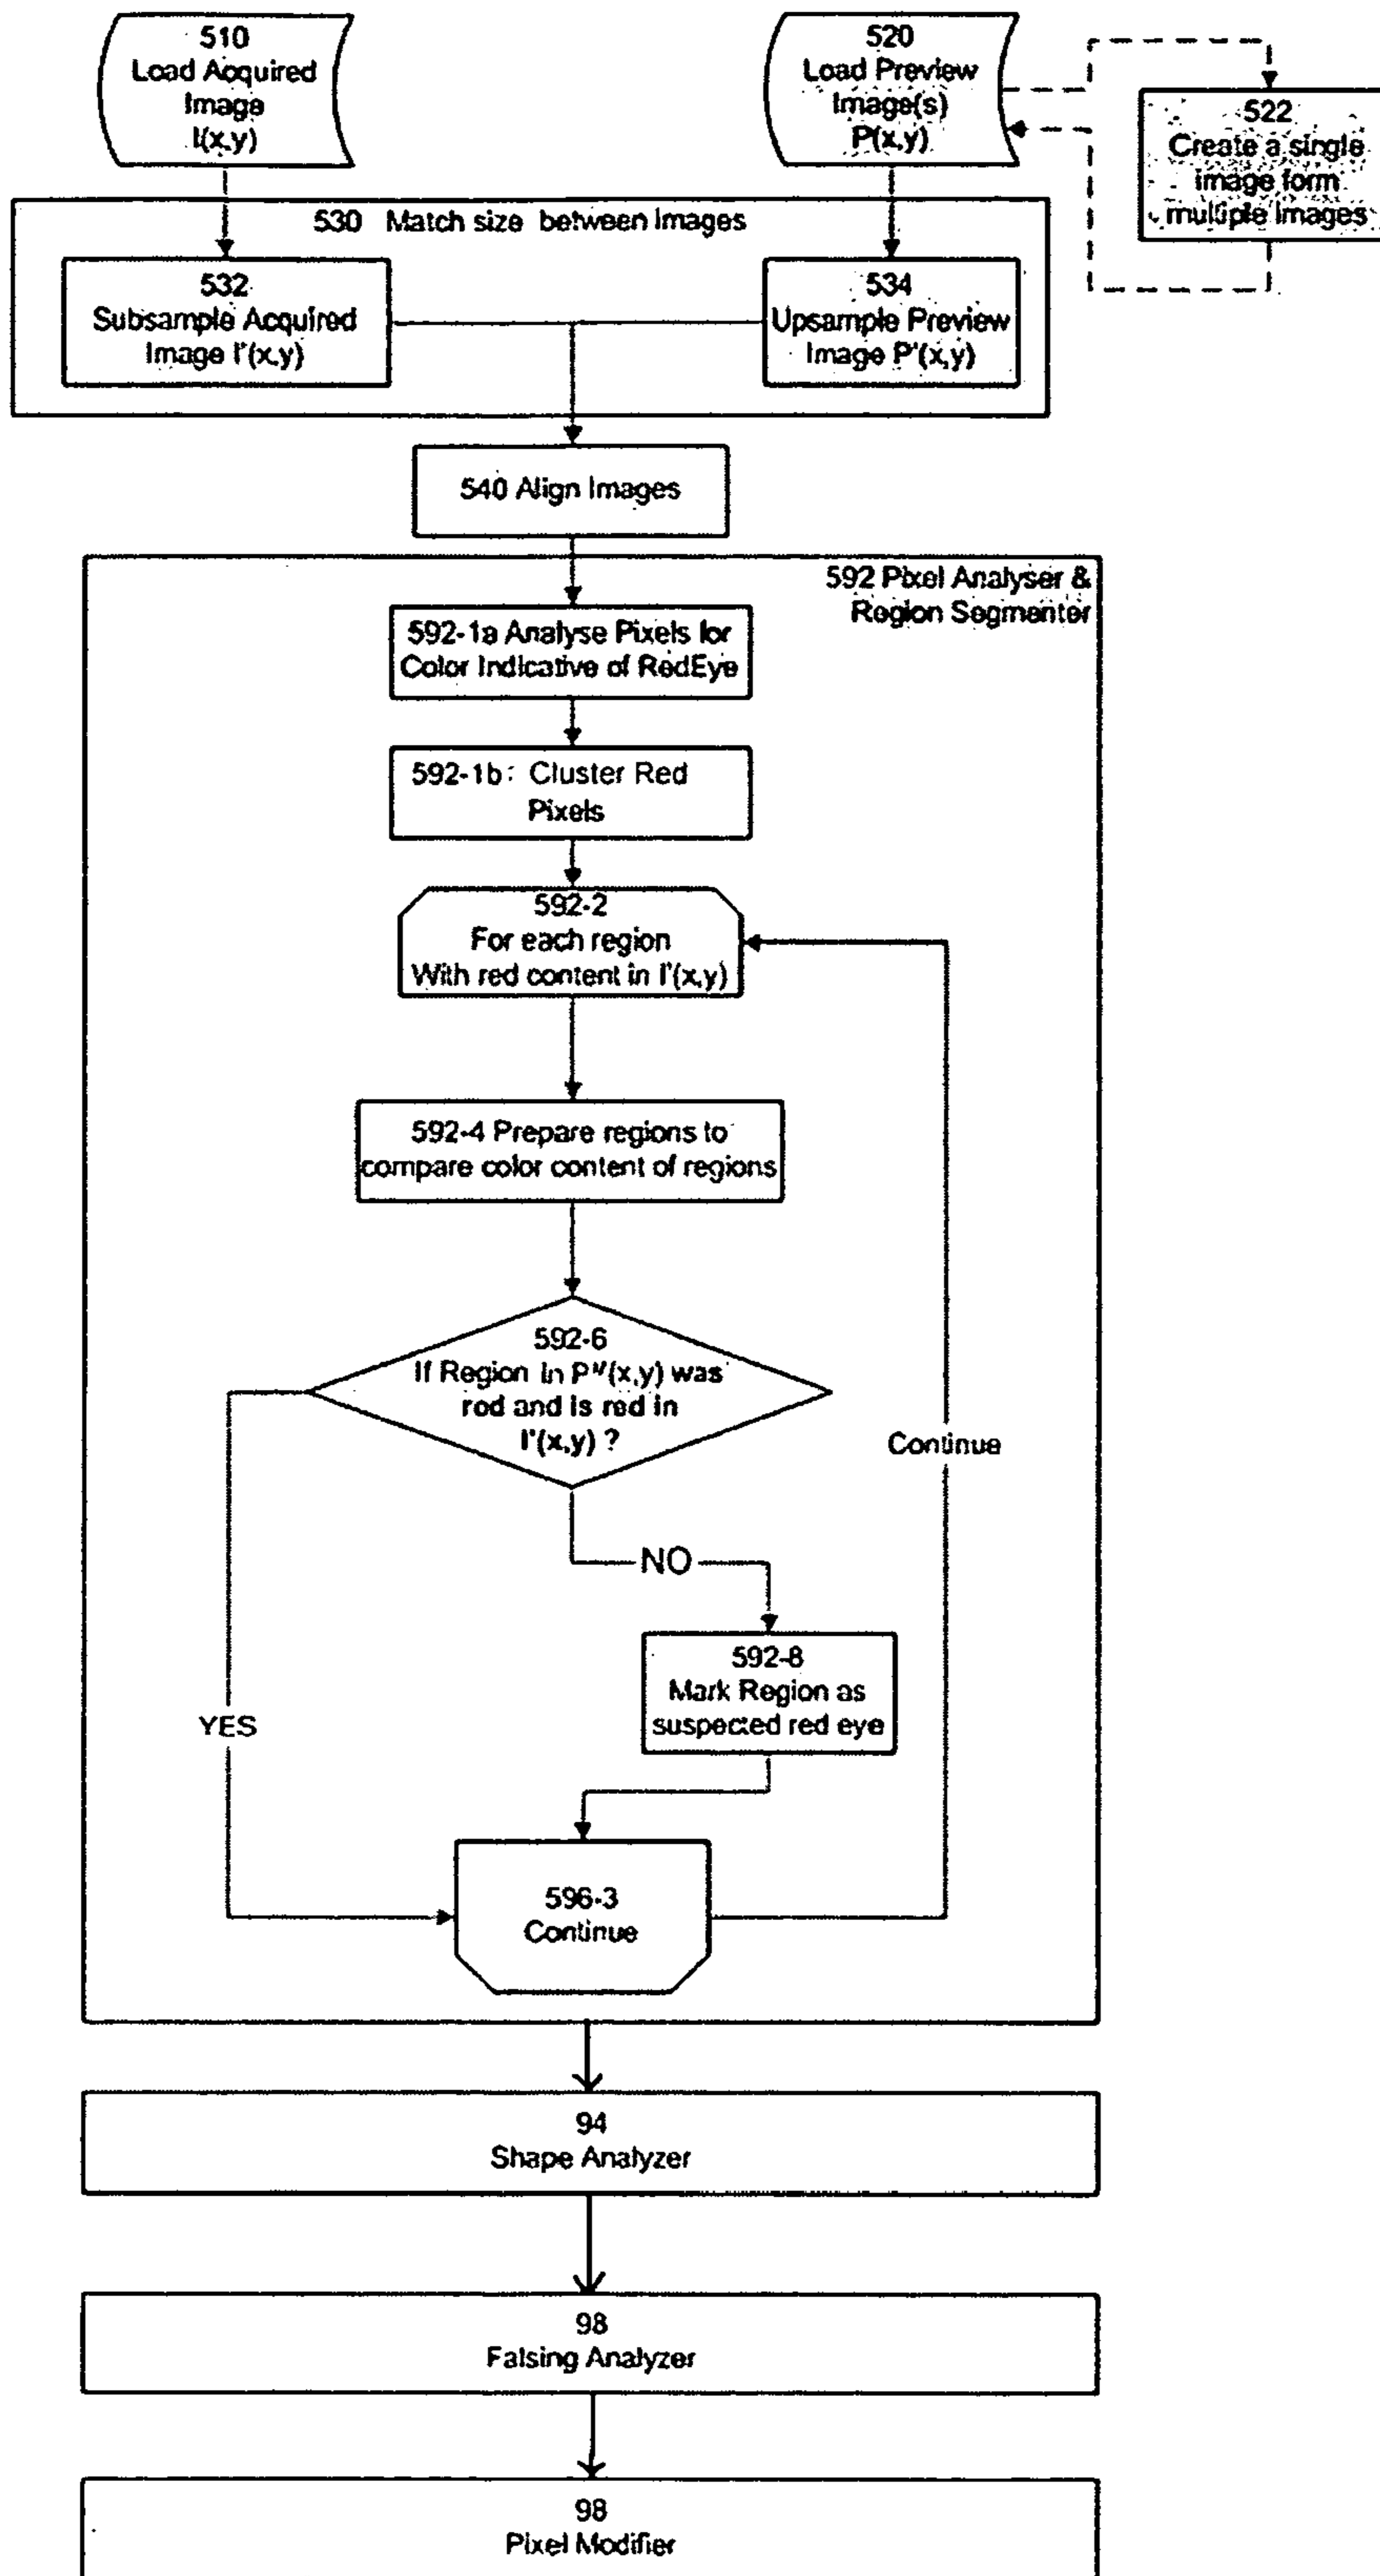 510
Load Acquired
Image
I(x,y)
520
Load Preview
Image(s)
P(x,y)
522
Create a single
image form
multiple images
530 Match size between Images
532
Subsample Acquired
Image I'(x,y)
534
Upsample Preview
Image P'(x,y)
540 Align Images
592 Pixel Analyser &
Region Segmenter
592-1a Analyse Pixels for
Color Indicative of RedEye
592-1b: Cluster Red
Pixels
592-2
For each region
With red content in I'(x,y)
592-4 Prepare regions to
compare color content of regions
592-6
If Region in (x,y) was
rod and is red in
I'(x,y) ?
Continue
NO
592-8
Mark Region as
suspected red eye
YES
596-3
Continue
94
Shape Analyzer
98
Falsing Analyzer
98
Pixel Modifier